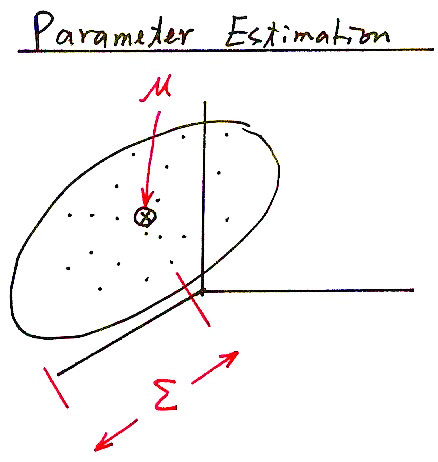 Parameter Estimation
μ
Σ